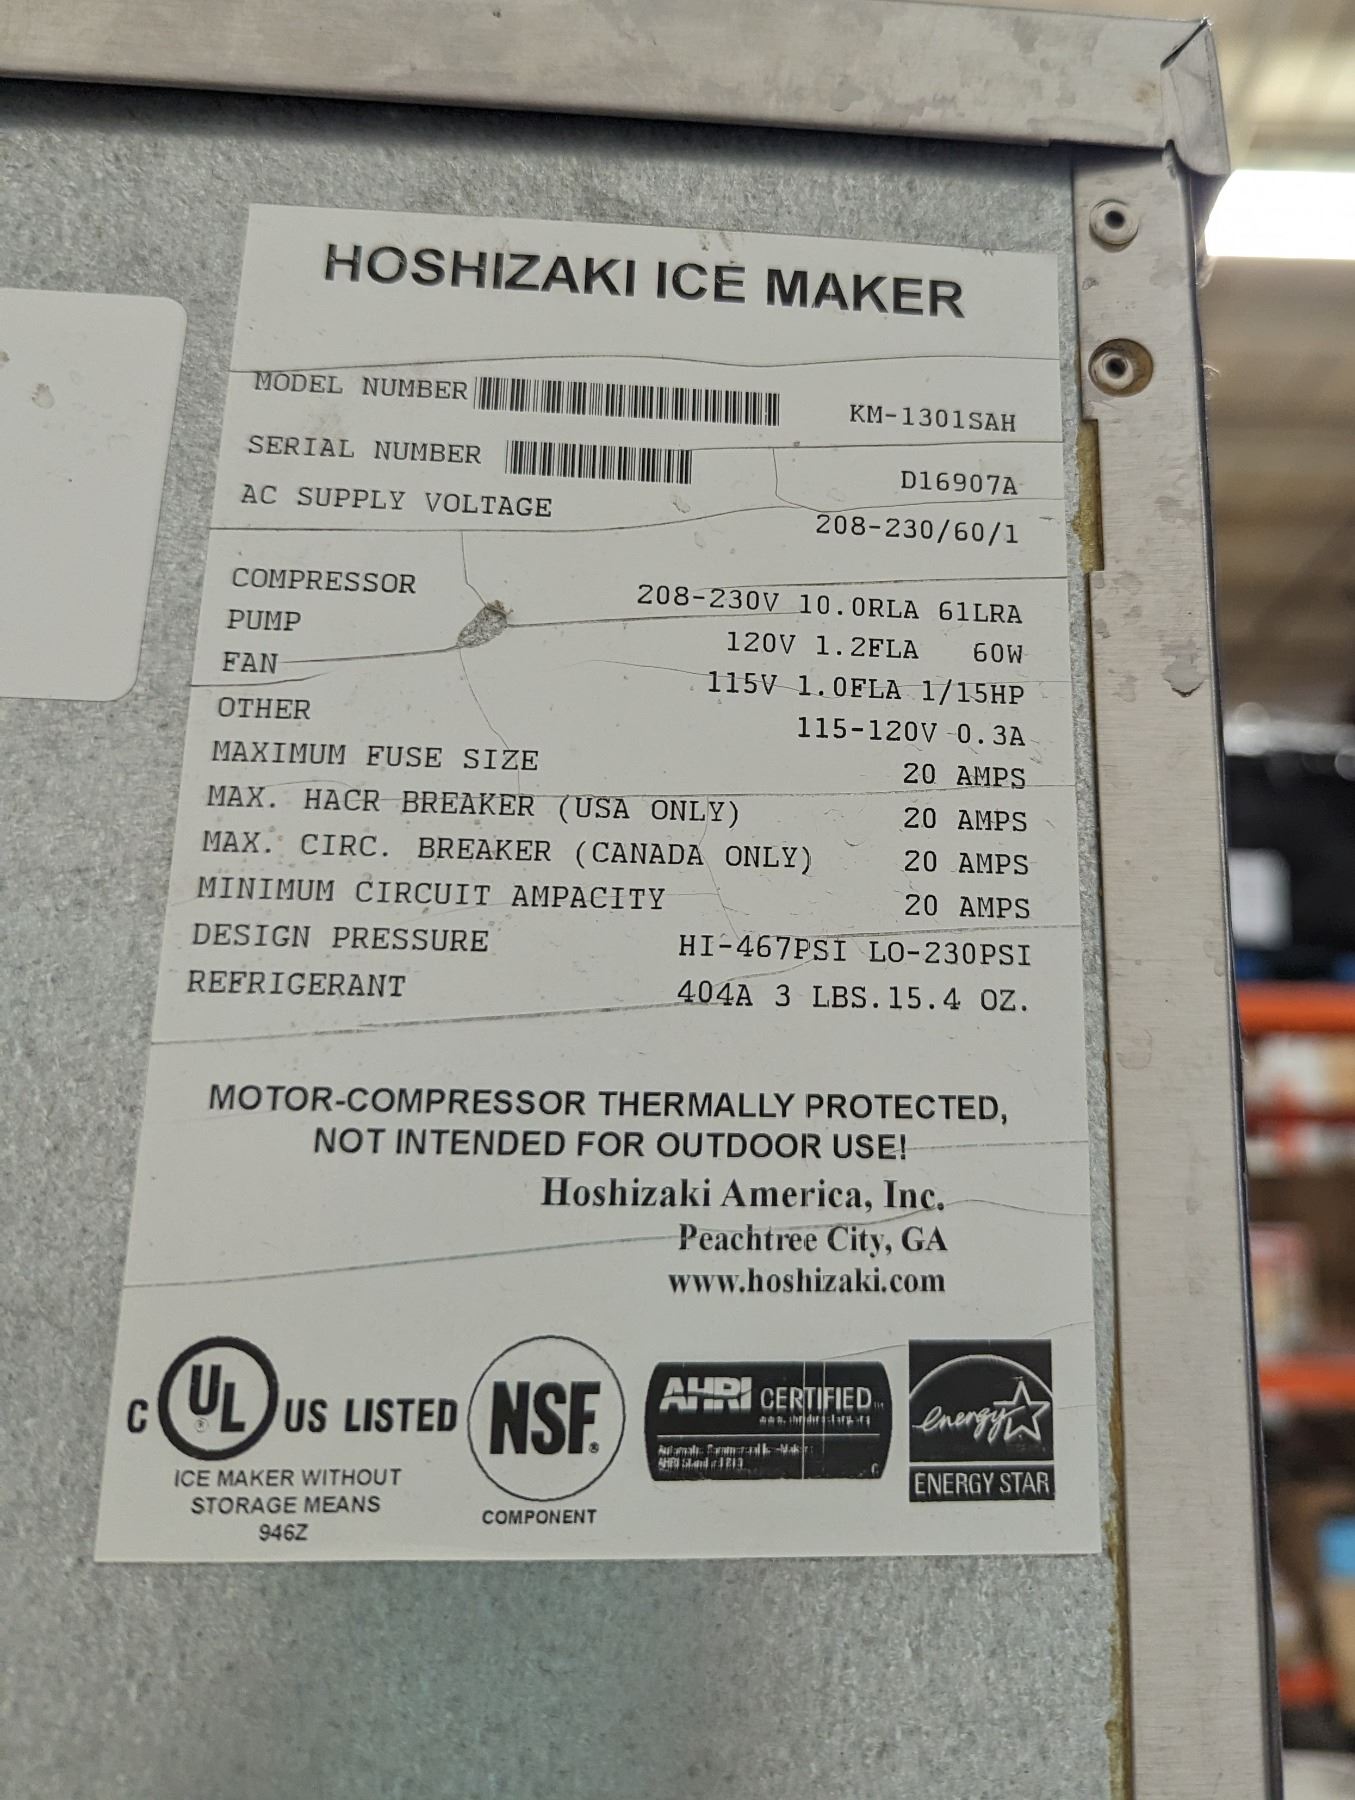 HOSHIZAKI ICE MAKER
MODEL NUMBER KM-1301SAH
SERIAL NUMBER D16907A
AC SUPPLY VOLTAGE 208-230/60/1
COMPRESSOR 208-230V 10.0RLA 61LRA
PUMP 120V 1.2FLA 60W
FAN 115V 1.0FLA 1/15HP
OTHER 115-120V 0.3A
MAXIMUM FUSE SIZE 20 AMPS
MAX. HACR BREAKER (USA ONLY) 20 AMPS
MAX. CIRC. BREAKER (CANADA ONLY) 20 AMPS
MINIMUM CIRCUIT AMPACITY 20 AMPS
DESIGN PRESSURE HI-467PSI LO-230PSI
REFRIGERANT 404A 3 LBS.15.4 OZ.
MOTOR-COMPRESSOR THERMALLY PROTECTED,
NOT INTENDED FOR OUTDOOR USE!
Hoshizaki America, Inc.
Peachtree City, GA
www.hoshizaki.com
C UL ® US LISTED
ICE MAKER WITHOUT
STORAGE MEANS
946Z
NSF®
COMPONENT
AHRI CERTIFIED
energy
ENERGY STAR